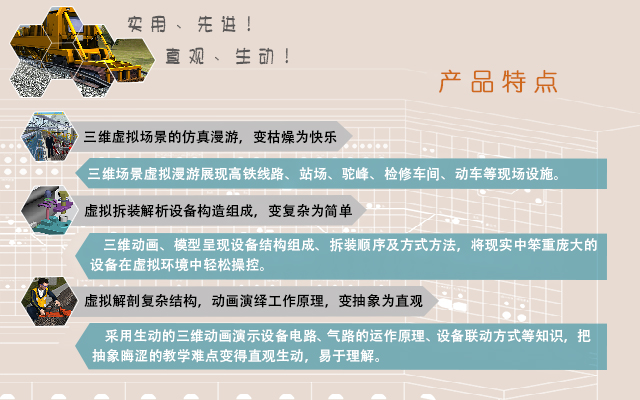 实用、先进！
直观、生动！
产品特点
三维虚拟场景的仿真漫游，变枯燥为快乐
三维场景虚拟漫游展现高铁线路、站场、驼峰、检修车间、动车等现场设施。
虚拟拆装解析设备构造组成，变复杂为简单
三维动画、模型呈现设备结构组成、拆装顺序及方式方法，将现实中笨重庞大的
设备在虚拟环境中轻松操控。
虚拟解剖复杂结构，动画演绎工作原理，变抽象为直观
采用生动的三维动画演示设备电路、气路的运作原理、设备联动方式等知识，把
抽象晦涩的教学难点变得直观生动，易于理解。